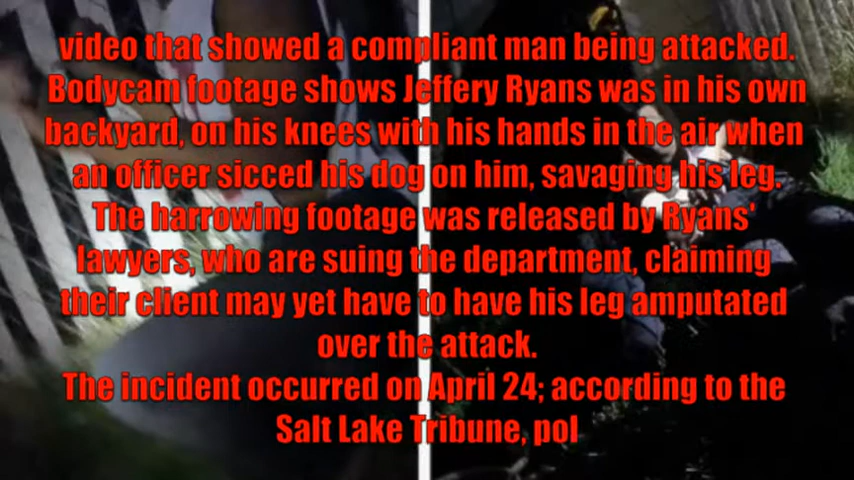 video that showed a compliant man being attacked.
Bodycam footage shows Jeffery Ryans was in his own
backyard, on his knees with his hands in the air when
an officer sicced his dog on him, savaging his leg.
The harrowing footage was released by Ryans'
lawyers, who are suing the department, claiming
their client may yet have to have his leg amputated
over the attack.
The incident occurred on April 24; according to the
Salt Lake Tribune, pol